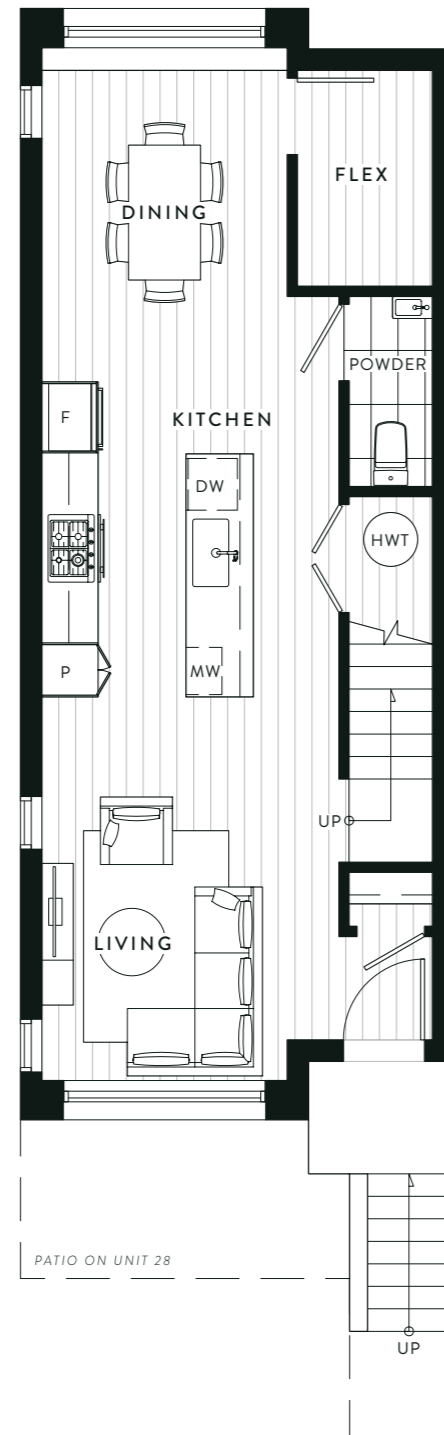 FLEX
DINING
POWDER
F
KITCHEN
DW
HWT
P
MW
UP
LIVING
PATIO ON UNIT 28
UP